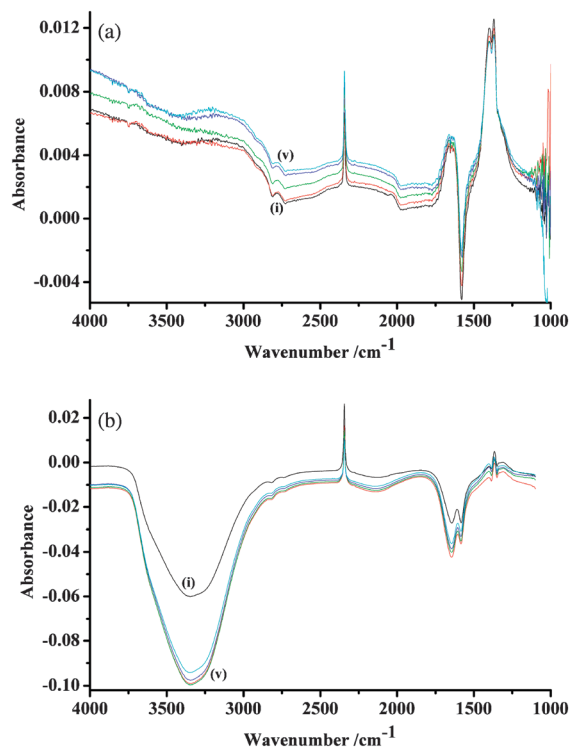 (a)
0.012
0.008
0.004
0.000
-0.004
Absorbance
(v)
(i)
4000 3500 3000 2500 2000 1500 1000
Wavenumber /cm-1
(b)
0.02
0.00
-0.02
-0.04
-0.06
-0.08
-0.10
Absorbance
(i)
(v)
4000 3500 3000 2500 2000 1500 1000
Wavenumber /cm-1